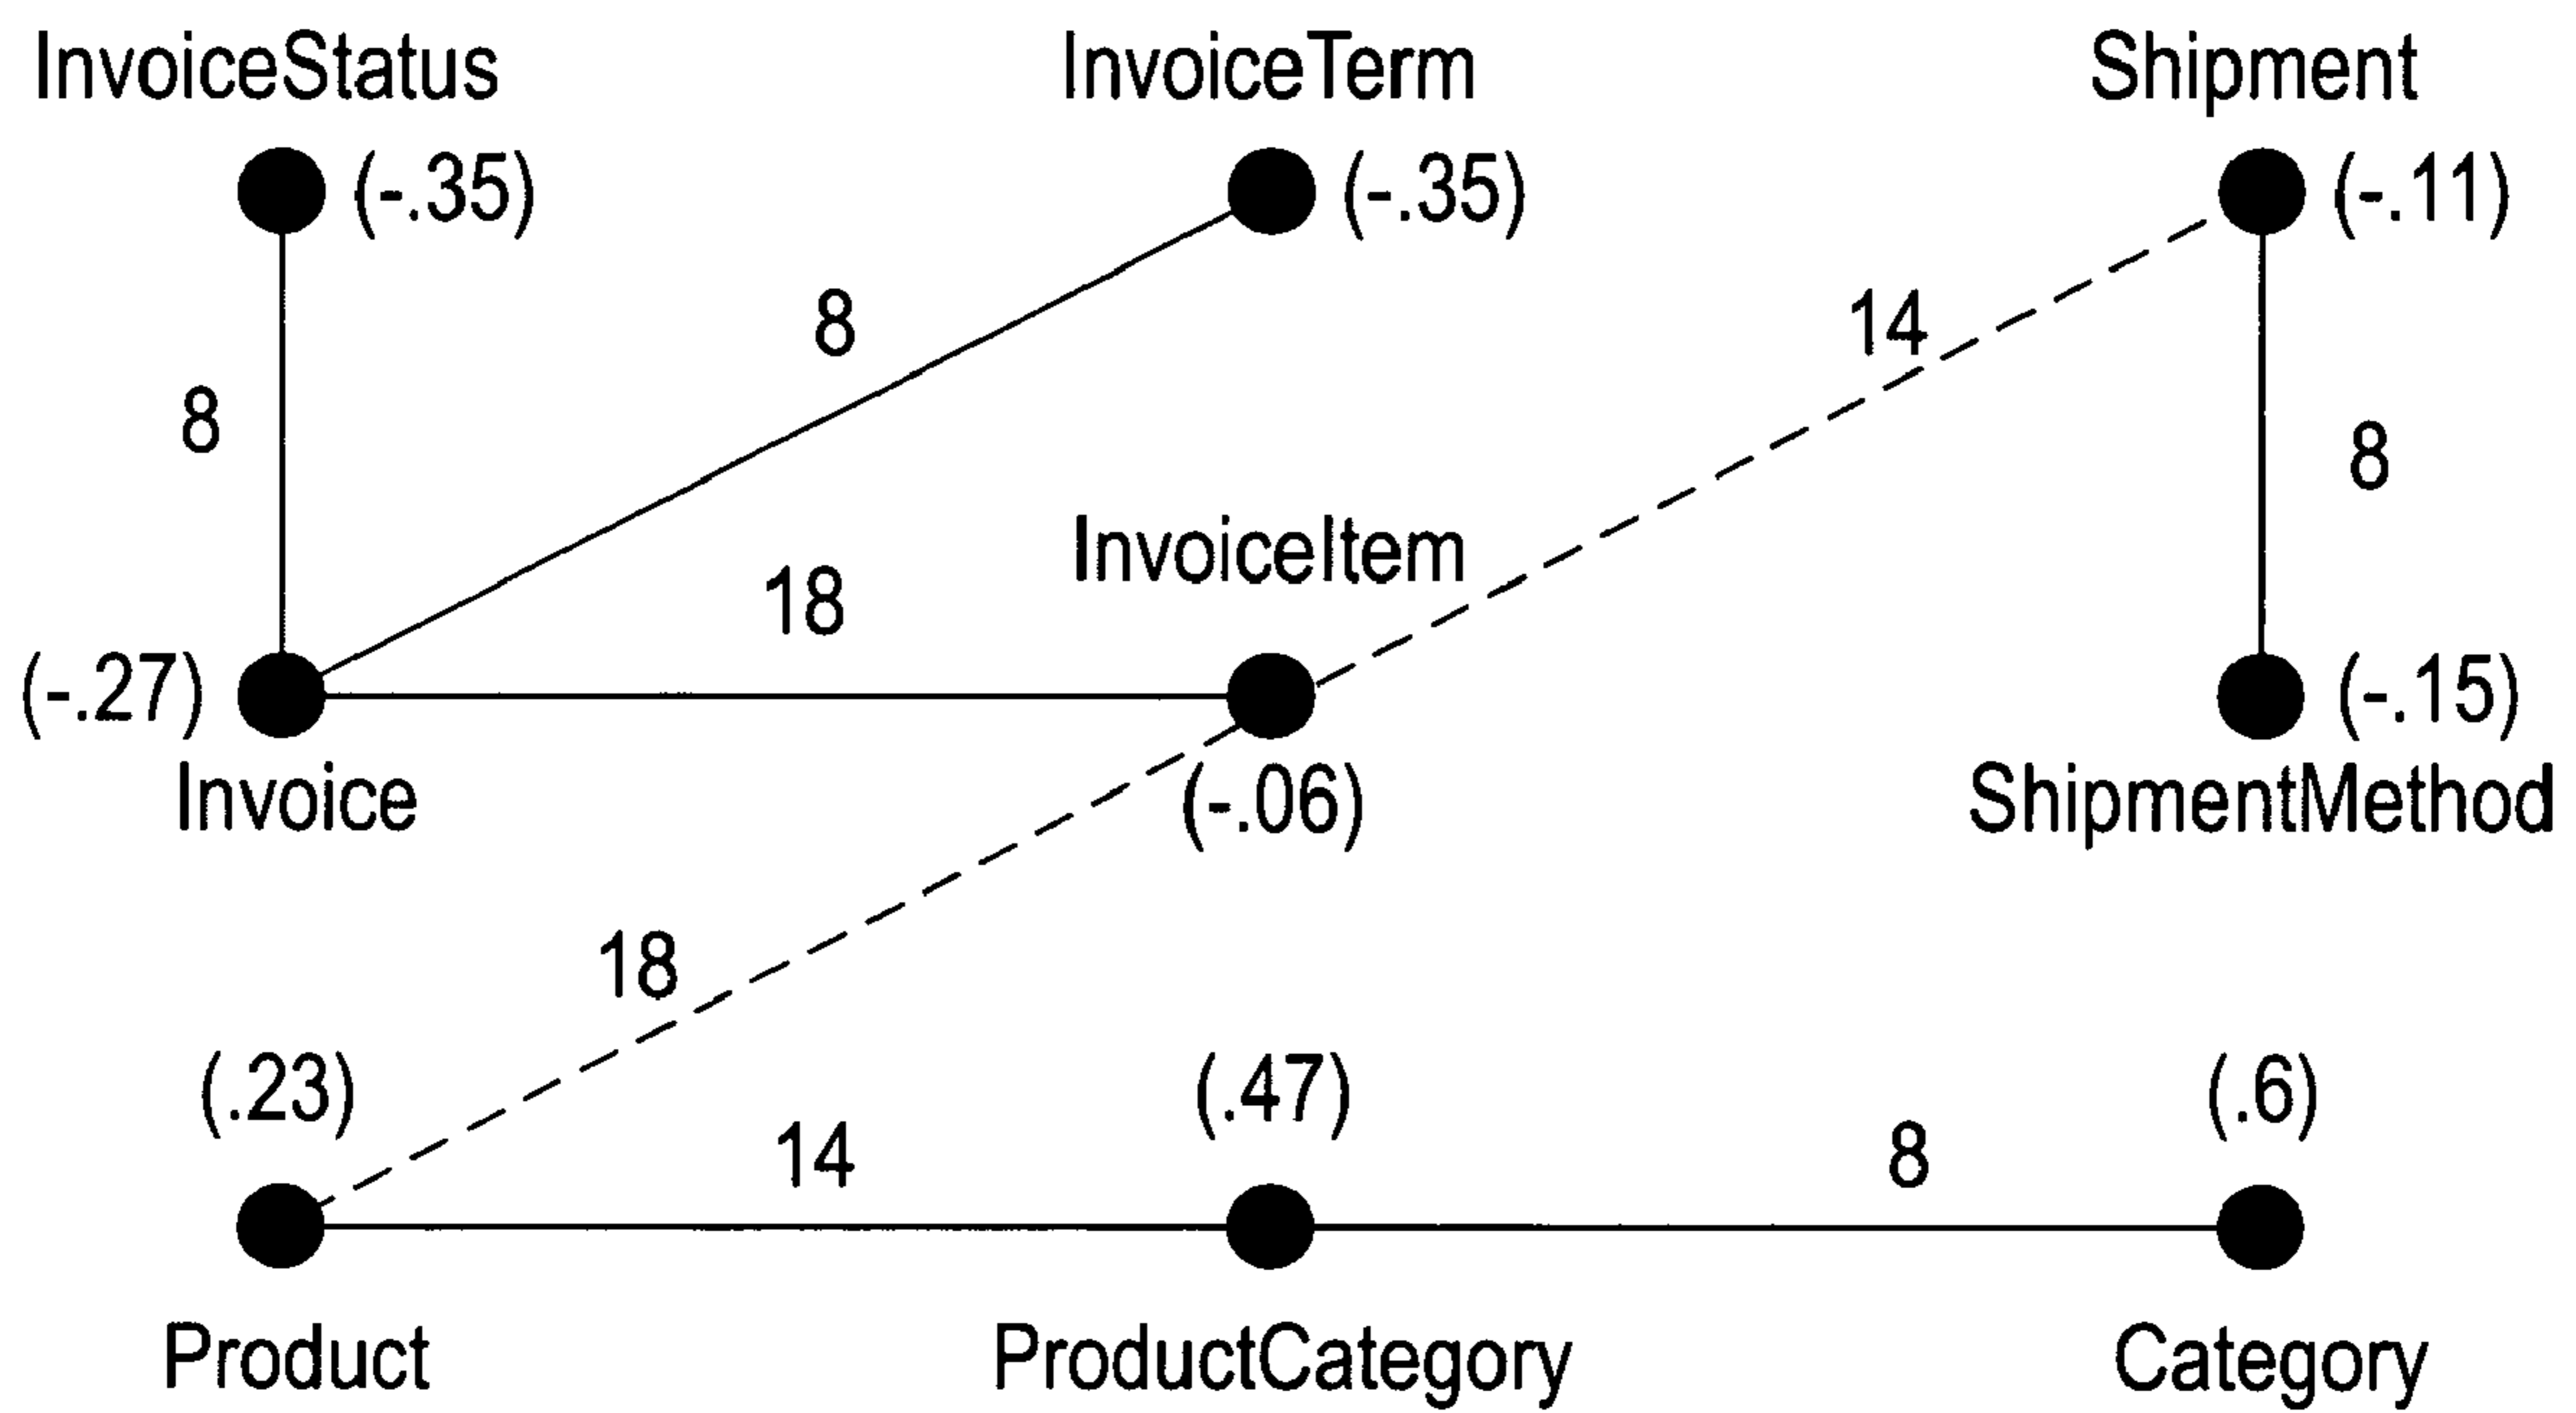 InvoiceStatus InvoiceTerm Shipment
(-.35) (-.35) (-.11)
8 14
8 8
InvoiceItem
18
(-.27) (-.15)
Invoice (-.06) ShipmentMethod
18
(.23) (.47) (.6)
14 8
Product ProductCategory Category